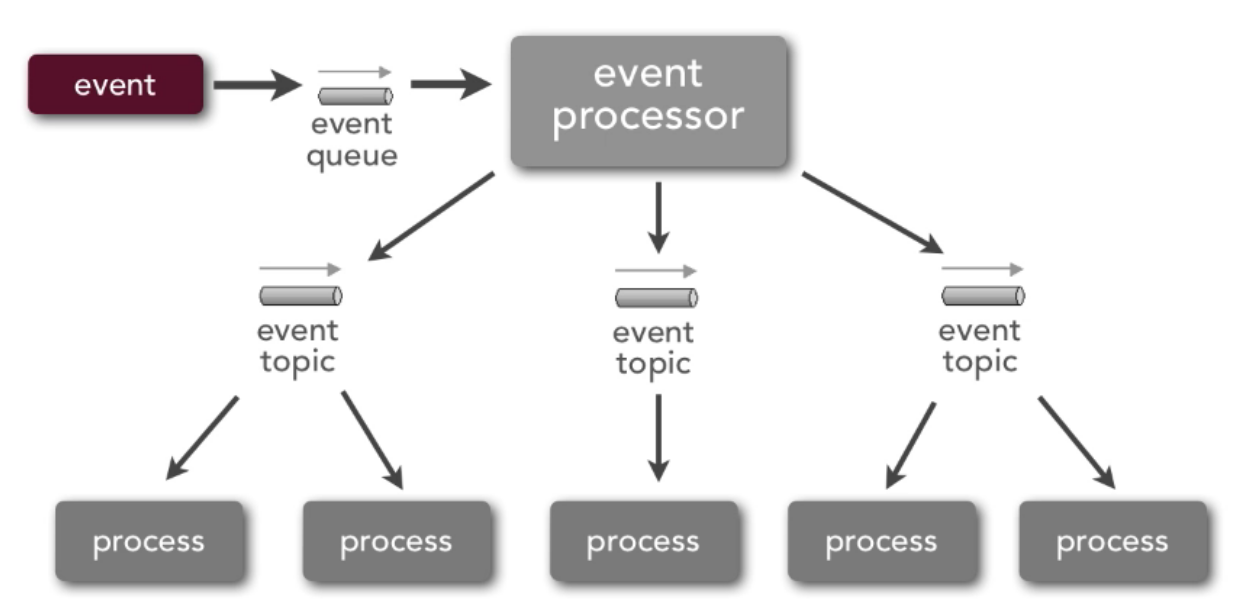 event
event
queue
event
processor
event
topic
event
topic
event
topic
process
process
process
process
process